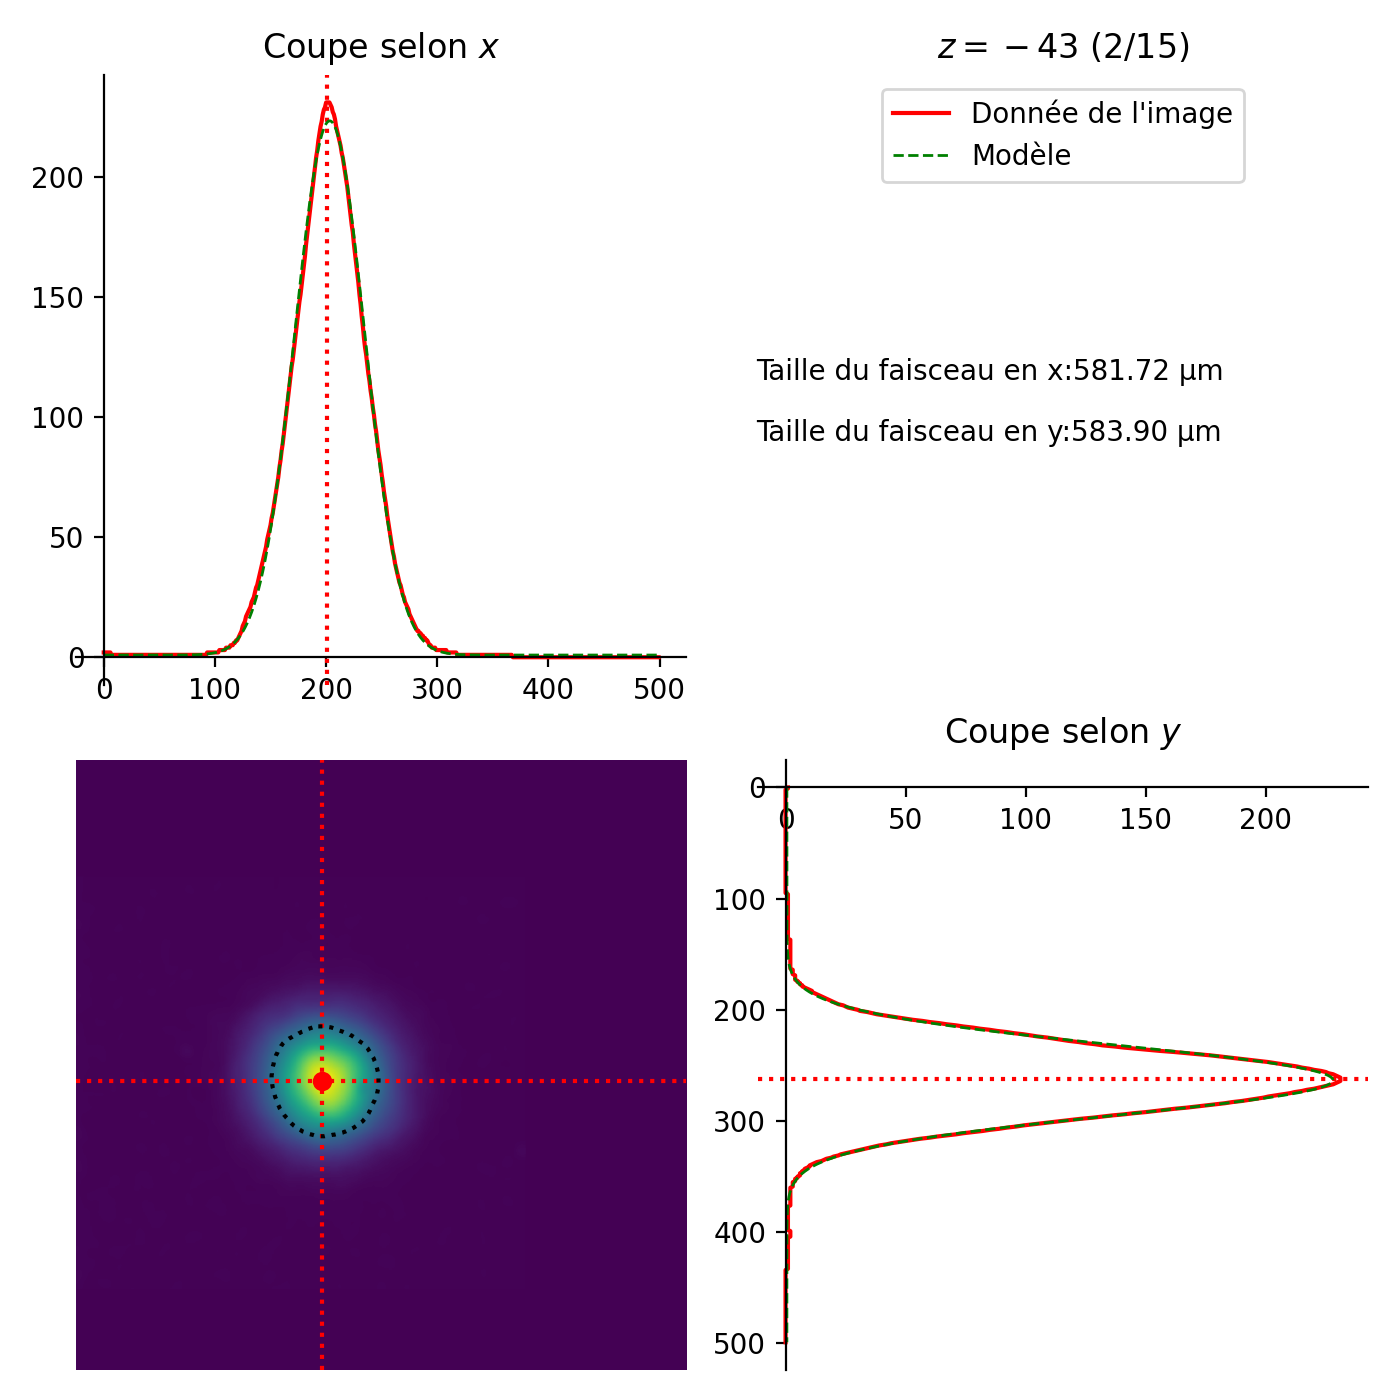 Coupe selon x
z = −43 (2/15)
Donnée de l'image
Modèle
200
150
100
50
0
0 100 200 300 400 500
Taille du faisceau en x:581.72 µm
Taille du faisceau en y:583.90 µm
Coupe selon y
0
0 50 100 150 200
100
200
300
400
500